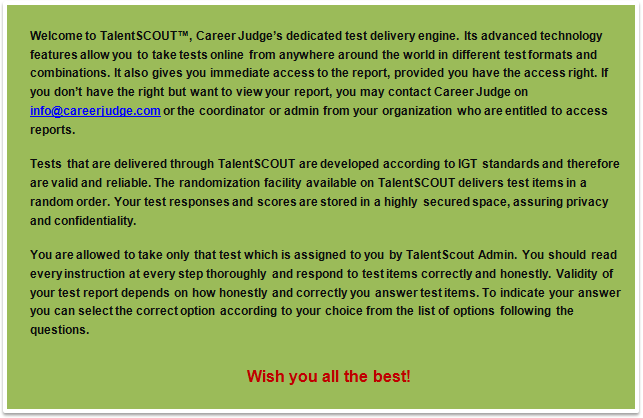 Welcome to TalentSCOUT™, Career Judge's dedicated test delivery engine. Its advanced technology
features allow you to take tests online from anywhere around the world in different test formats and
combinations. It also gives you immediate access to the report, provided you have the access right. If
you don't have the right but want to view your report, you may contact Career Judge on
info@careerjudge.com or the coordinator or admin from your organization who are entitled to access
reports.
Tests that are delivered through TalentSCOUT are developed according to IGT standards and therefore
are valid and reliable. The randomization facility available on TalentSCOUT delivers test items in a
random order. Your test responses and scores are stored in a highly secured space, assuring privacy
and confidentiality.
You are allowed to take only that test which is assigned to you by TalentScout Admin. You should read
every instruction at every step thoroughly and respond to test items correctly and honestly. Validity of
your test report depends on how honestly and correctly you answer test items. To indicate your answer
you can select the correct option according to your choice from the list of options following the
questions.
Wish you all the best!